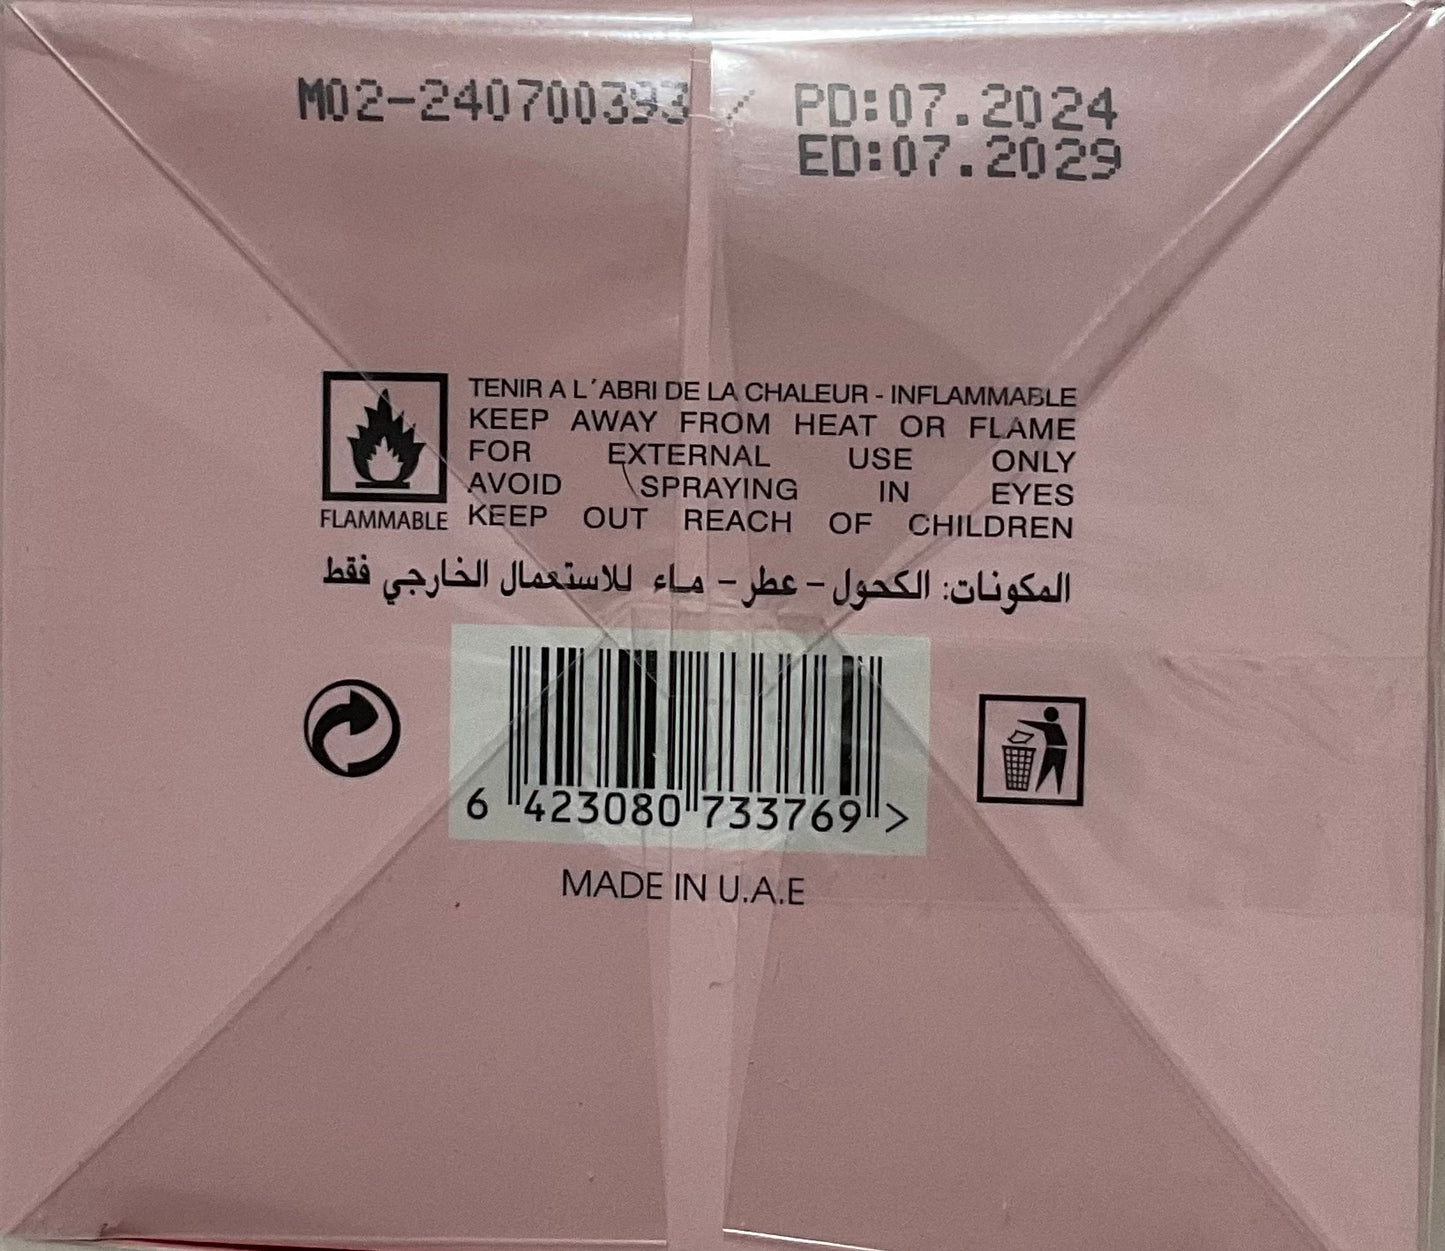 M02-240700393 / PD:07.2024
ED:07.2029
TENIR A L´ABRI DE LA CHALEUR - INFLAMMABLE
KEEP AWAY FROM HEAT OR FLAME
FOR EXTERNAL USE ONLY
AVOID SPRAYING IN EYES
KEEP OUT REACH OF CHILDREN
FLAMMABLE
المكونات: الكحول - عطر - ماء للاستعمال الخارجي فقط
6 423080 733769 >
MADE IN U.A.E